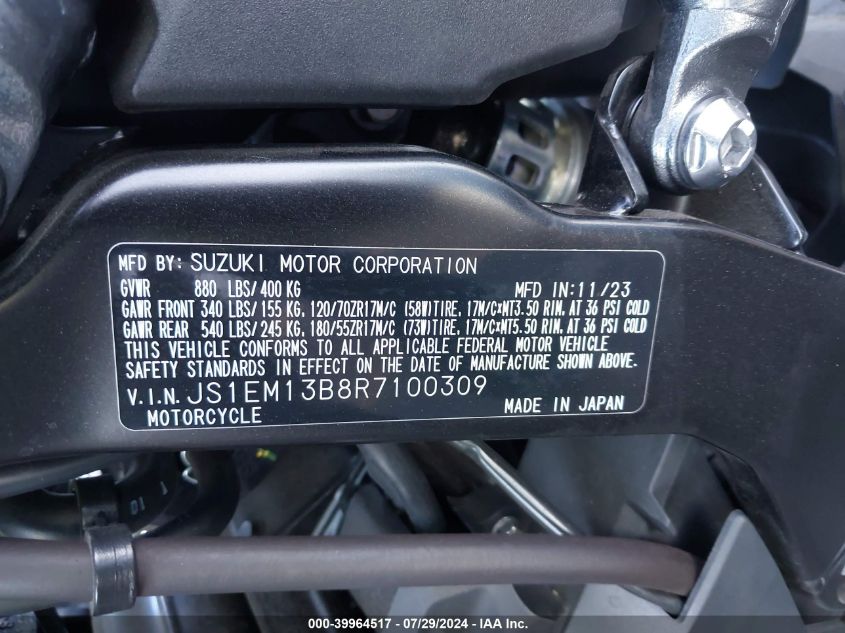 MFD BY: SUZUKI MOTOR CORPORATION
GVWR 880 LBS/400 KG MFD IN:11/23
GAWR FRONT 340 LBS/155 KG, 120/70ZR17M/C (58W)TIRE, 17M/C×MT3.50 RIM, AT 36 PSI COLD
GAWR REAR 540 LBS/245 KG, 180/55ZR17M/C (73W)TIRE, 17M/C×MT5.50 RIM, AT 36 PSI COLD
THIS VEHICLE CONFORMS TO ALL APPLICABLE FEDERAL MOTOR VEHICLE
SAFETY STANDARDS IN EFFECT ON THE DATE OF MANUFACTURE SHOWN ABOVE.
V.I.N. JS1EM13B8R7100309
MOTORCYCLE MADE IN JAPAN
000-39964517 - 07/29/2024 - IAA Inc.